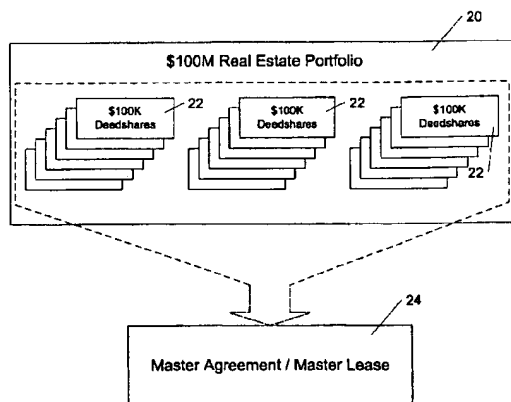 20
$100M Real Estate Portfolio
$100K
Deedshares
22
$100K
Deedshares
22
$100K
Deedshares
22
24
Master Agreement / Master Lease